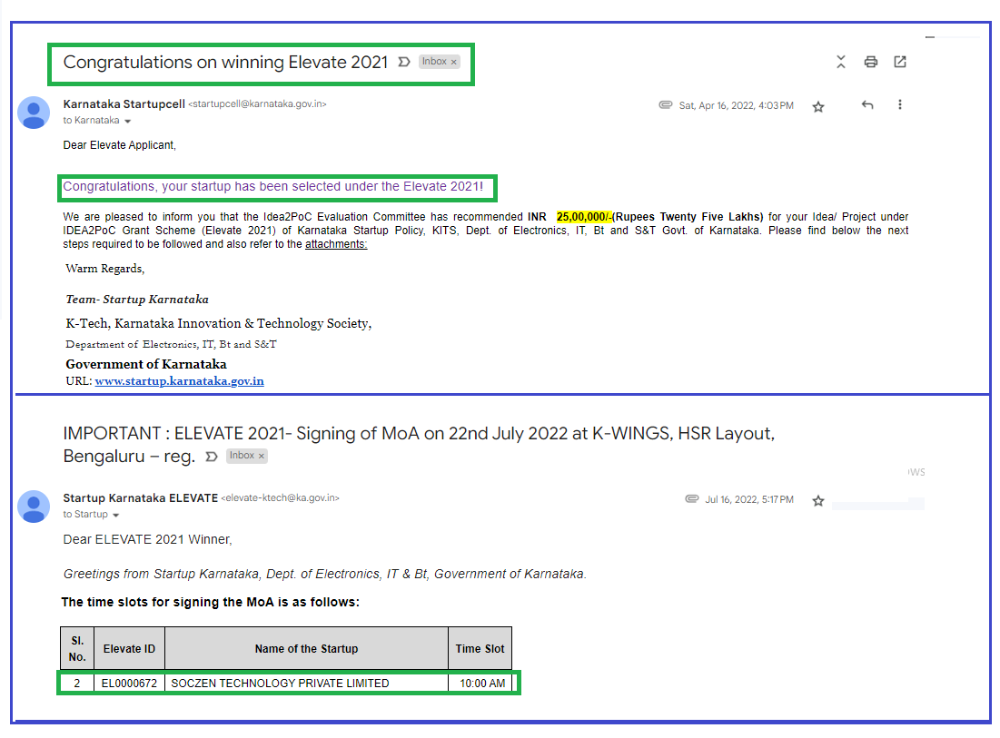 Congratulations on winning Elevate 2021 Inbox ×
Karnataka Startupcell <startupcell@karnataka.gov.in> Sat, Apr 16, 2022, 4:03 PM
to Karnataka
Dear Elevate Applicant,
Congratulations, your startup has been selected under the Elevate 2021!
We are pleased to inform you that the Idea2PoC Evaluation Committee has recommended INR 25,00,000/-(Rupees Twenty Five Lakhs) for your Idea/ Project under
IDEA2PoC Grant Scheme (Elevate 2021) of Karnataka Startup Policy, KITS, Dept. of Electronics, IT, Bt and S&T Govt. of Karnataka. Please find below the next
steps required to be followed and also refer to the attachments:
Warm Regards,
Team- Startup Karnataka
K-Tech, Karnataka Innovation & Technology Society,
Department of Electronics, IT, Bt and S&T
Government of Karnataka
URL: www.startup.karnataka.gov.in
IMPORTANT : ELEVATE 2021- Signing of MoA on 22nd July 2022 at K-WINGS, HSR Layout,
Bengaluru – reg. Inbox ×
Startup Karnataka ELEVATE <elevate-ktech@ka.gov.in> Jul 16, 2022, 5:17 PM
to Startup
Dear ELEVATE 2021 Winner,
Greetings from Startup Karnataka, Dept. of Electronics, IT & Bt, Government of Karnataka.
The time slots for signing the MoA is as follows:
Sl. No. Elevate ID Name of the Startup Time Slot
2 EL0000672 SOCZEN TECHNOLOGY PRIVATE LIMITED 10:00 AM